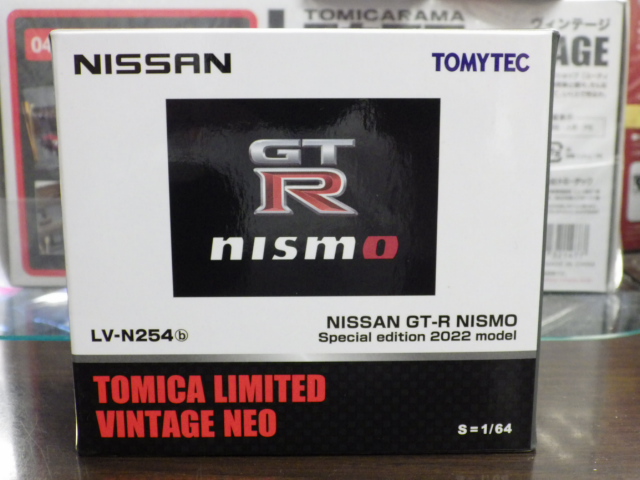 04
TOMICARAMA
ヴィンテージ
AGE
NISSAN
TOMYTEC
GT
R
nismo
LV-N254ⓑ
NISSAN GT-R NISMO
Special edition 2022 model
TOMICA LIMITED
VINTAGE NEO
S=1/64